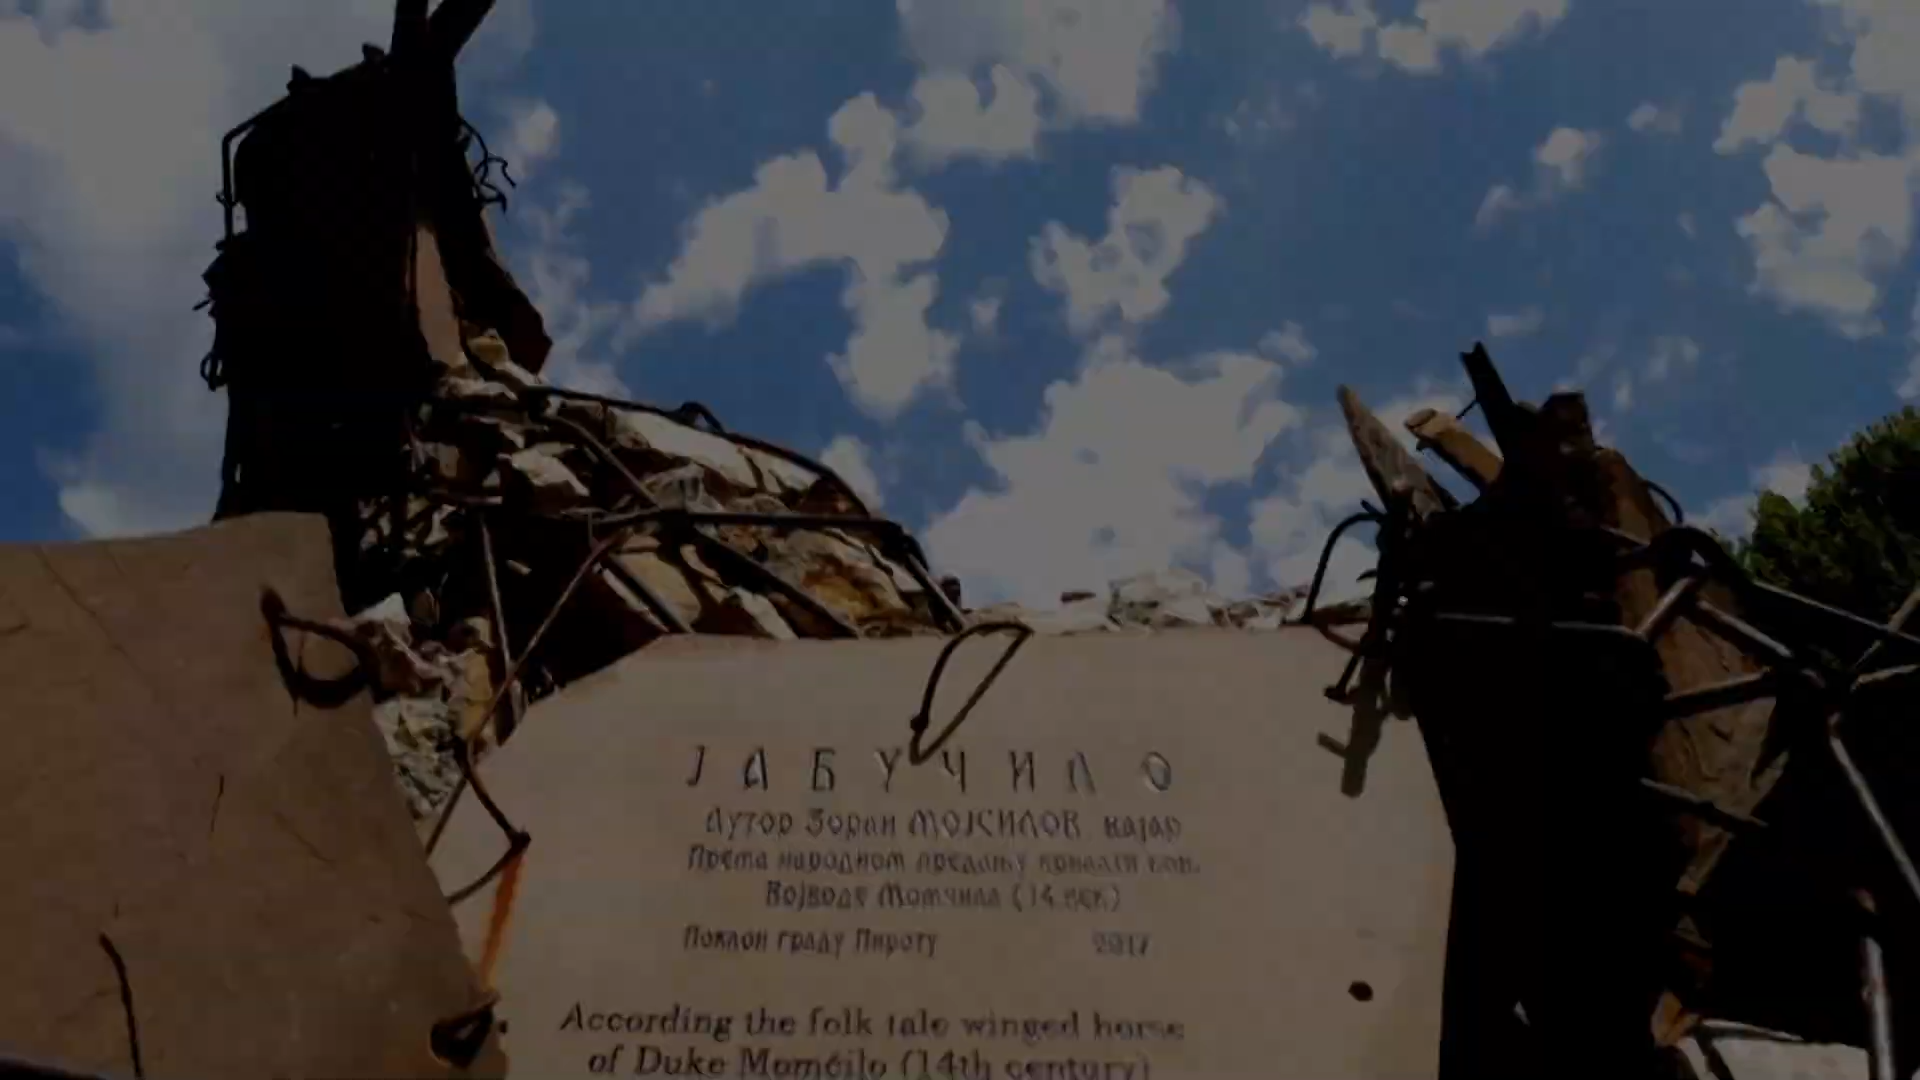 ЈАБУЧИЛО
Аутор Зоран МОЈСИЛОВ, вајар
Према народном предању крилати коњ
Војводе Момчила (14.век)
Поклон граду Пироту 2017
According the folk tale winged horse
of Duke Momčilo (14th century)